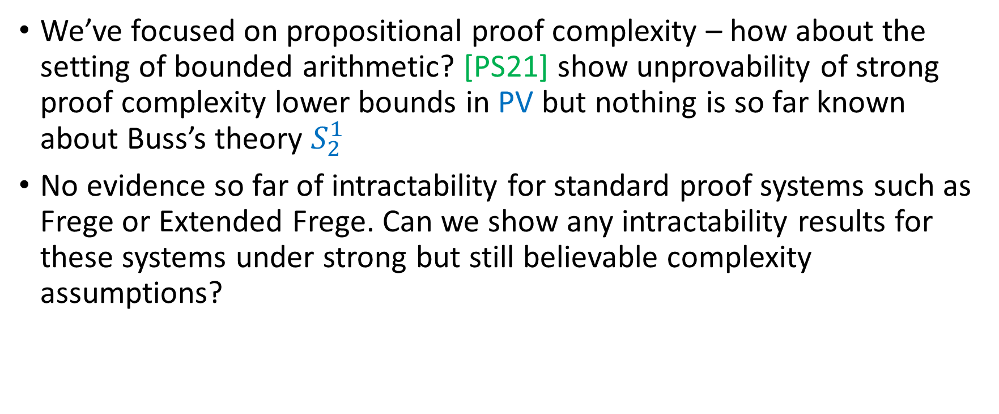 • We’ve focused on propositional proof complexity – how about the
setting of bounded arithmetic? [PS21] show unprovability of strong
proof complexity lower bounds in PV but nothing is so far known
about Buss’s theory $S_2^1$
• No evidence so far of intractability for standard proof systems such as
Frege or Extended Frege. Can we show any intractability results for
these systems under strong but still believable complexity
assumptions?